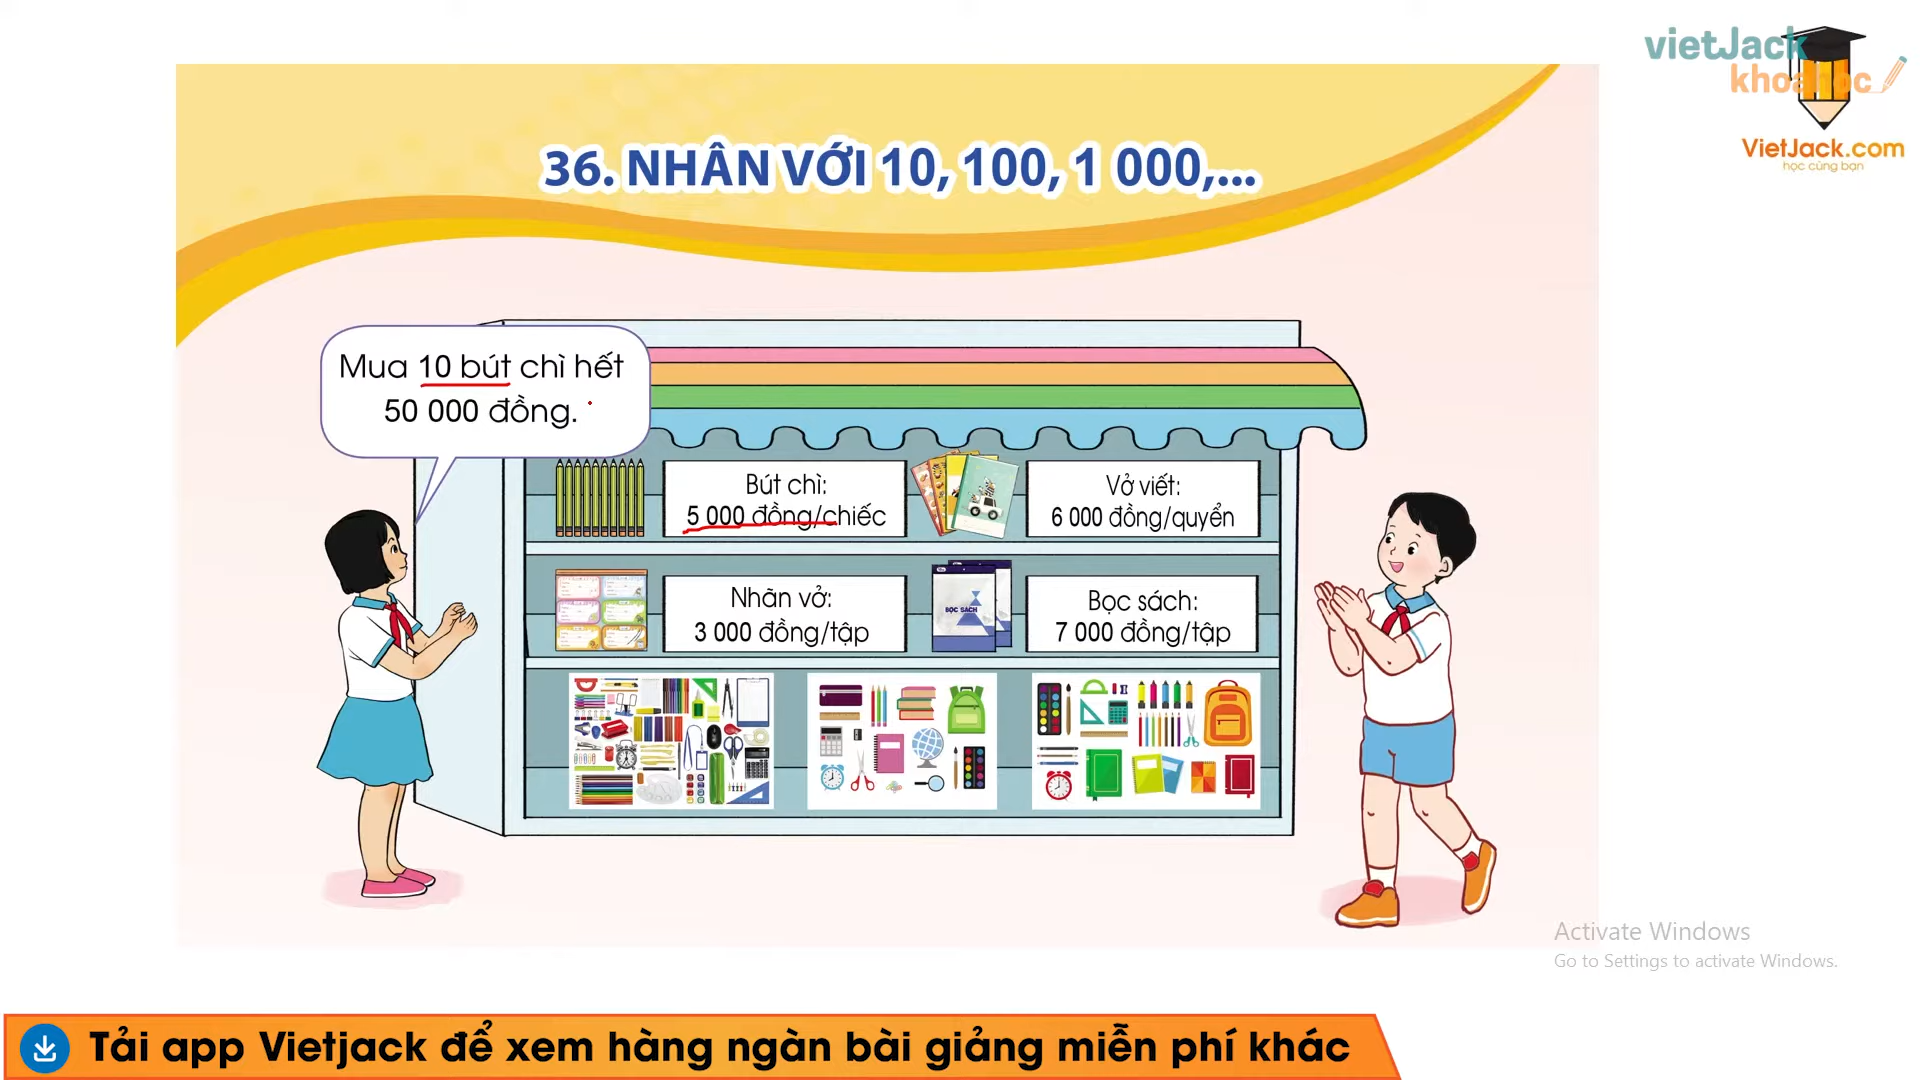 vietJack
khoahoc
VietJack.com
học cùng bạn
36. NHÂN VỚI 10, 100, 1 000,...
Mua 10 bút chì hết
50 000 đồng.
Bút chì:
5 000 đồng/chiếc
Vở viết:
6 000 đồng/quyển
Nhãn vở:
3 000 đồng/tập
BỌC SÁCH
Bọc sách:
7 000 đồng/tập
Activate Windows
Go to Settings to activate Windows.
Tải app Vietjack để xem hàng ngàn bài giảng miễn phí khác